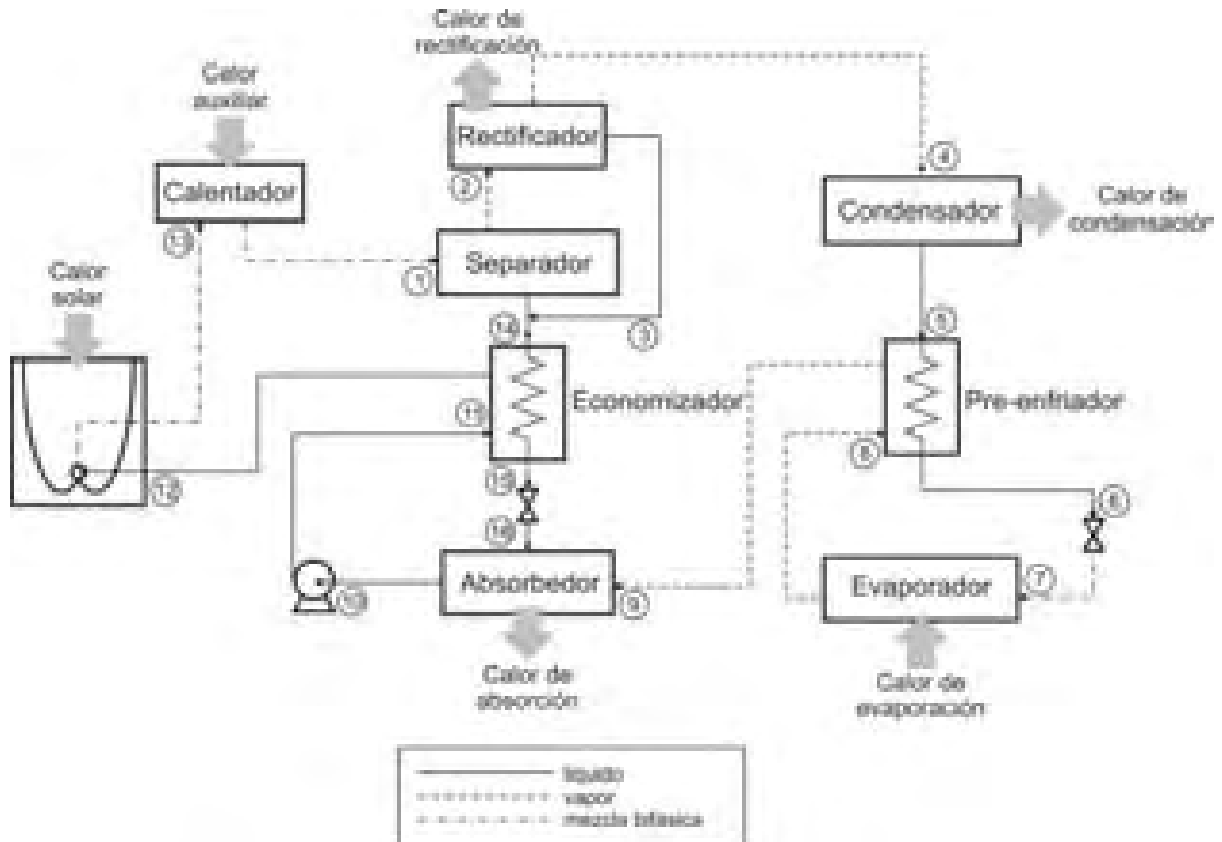 Calor de
rectificación
Calor
auxiliar
Rectificador
4
2
Calentador
Condensador
Calor de
condensación
13
Separador
1
Calor
solar
3
5
14
Economizador
Pre-enfriador
11
8
12
15
6
16
Absorbedor
Evaporador
7
10
9
Calor de
absorción
Calor de
evaporación
líquido
vapor
mezcla bifásica